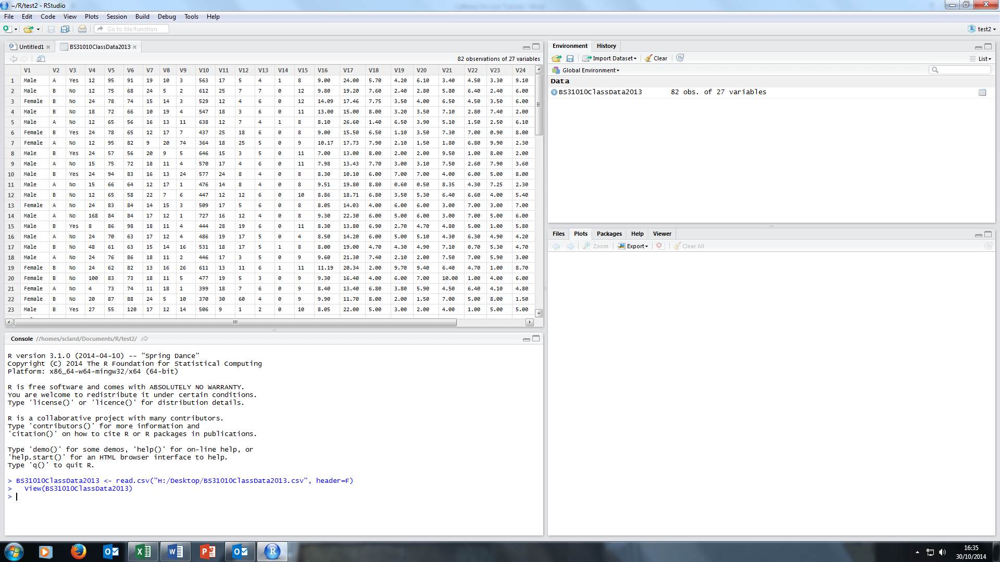 ~/R/test2 - RStudio
File Edit Code View Plots Session Build Debug Tools Help
Go to file/function
test2
Untitled1 BS31010ClassData2013
82 observations of 27 variables
V1 V2 V3 V4 V5 V6 V7 V8 V9 V10 V11 V12 V13 V14 V15 V16 V17 V18 V19 V20 V21 V22 V23 V24
1 Male A Yes 12 95 91 19 10 3 563 17 5 4 1 8 9.00 24.00 5.70 4.20 6.10 3.40 4.50 3.30 9.10
2 Male B No 12 75 68 24 5 2 612 25 7 7 0 12 9.80 19.20 7.60 2.40 2.80 5.80 6.40 2.40 6.00
3 Female B No 24 78 74 15 14 3 529 12 4 6 0 12 14.09 17.46 7.75 3.50 4.00 6.50 4.50 3.50 6.00
4 Male B No 18 72 66 10 19 4 547 18 3 6 0 11 13.00 15.00 8.00 3.20 3.50 7.10 2.80 7.40 2.00
5 Male A No 12 65 56 16 13 11 638 12 7 4 1 8 8.10 26.60 1.40 6.50 3.90 5.10 1.50 2.50 6.10
6 Female B Yes 24 78 65 12 17 7 437 25 18 6 0 8 9.00 15.50 6.50 1.10 3.50 7.30 7.00 0.90 8.00
7 Female A No 12 95 82 9 20 74 364 18 25 5 0 9 10.17 17.73 7.90 2.10 1.50 1.80 6.80 9.90 2.30
8 Male B Yes 24 57 56 20 9 5 646 15 3 5 0 11 7.00 13.00 8.00 2.00 2.00 9.50 1.00 8.00 2.00
9 Male A No 15 75 72 18 11 4 570 17 4 6 0 11 7.98 13.43 7.70 3.00 3.10 7.50 2.60 7.90 3.60
10 Male B Yes 24 94 83 16 13 24 577 24 8 4 0 8 8.30 10.10 6.00 7.00 7.00 4.00 6.00 5.00 8.00
11 Male A No 15 66 64 12 17 1 476 14 8 4 0 8 9.51 19.80 8.80 0.60 0.50 8.35 4.30 7.25 2.30
12 Male B No 12 65 58 22 7 6 447 12 12 6 0 10 8.86 18.71 6.80 3.50 5.30 6.40 6.60 4.00 5.40
13 Female A No 24 83 84 14 15 3 509 17 5 6 0 8 8.05 14.03 4.00 6.00 6.00 3.00 7.00 3.00 7.00
14 Male A No 168 84 84 17 12 1 727 16 12 4 0 8 9.30 22.30 6.00 5.00 6.00 3.00 7.00 5.00 6.00
15 Male B Yes 8 86 98 18 11 4 444 28 19 6 0 11 8.30 13.80 6.90 2.70 4.70 4.80 5.00 1.00 5.80
16 Male A No 24 70 63 17 12 4 486 19 17 5 0 4 8.50 14.20 6.00 5.00 5.10 4.30 6.30 4.90 4.20
17 Male B No 48 61 63 15 14 16 531 18 17 5 1 8 8.00 19.00 4.70 4.30 4.90 7.10 0.70 5.30 4.70
18 Male A No 24 76 86 18 11 2 446 17 3 5 0 9 9.60 21.30 7.40 2.10 2.00 7.50 7.00 5.90 3.00
19 Female B No 24 62 82 13 16 26 611 13 11 6 1 11 11.19 20.34 2.00 9.70 9.40 6.40 4.70 1.00 8.70
20 Female B No 100 83 73 18 11 5 477 19 5 3 0 9 9.30 16.40 4.00 6.00 7.00 10.00 1.00 4.00 6.00
21 Female A No 4 73 74 11 18 1 399 18 7 6 0 9 8.40 13.40 6.80 3.80 5.90 4.50 6.40 4.10 4.80
22 Female B No 20 87 88 24 5 10 370 30 60 4 0 9 9.90 11.70 8.00 2.00 1.50 7.00 5.00 8.00 1.50
23 Male B Yes 27 55 120 17 12 14 506 9 1 2 0 10 8.05 22.00 5.00 3.00 2.00 4.00 1.00 5.00 5.00
Console //homes/scland/Documents/R/test2/
R version 3.1.0 (2014-04-10) -- "Spring Dance"
Copyright (C) 2014 The R Foundation for Statistical Computing
Platform: x86_64-w64-mingw32/x64 (64-bit)
R is free software and comes with ABSOLUTELY NO WARRANTY.
You are welcome to redistribute it under certain conditions.
Type 'license()' or 'licence()' for distribution details.
R is a collaborative project with many contributors.
Type 'contributors()' for more information and
'citation()' on how to cite R or R packages in publications.
Type 'demo()' for some demos, 'help()' for on-line help, or
'help.start()' for an HTML browser interface to help.
Type 'q()' to quit R.
> BS31010ClassData2013 <- read.csv("H:/Desktop/BS31010ClassData2013.csv", header=F)
> View(BS31010ClassData2013)
>
Environment History
Import Dataset Clear List
Global Environment
Data
BS31010ClassData2013 82 obs. of 27 variables
Files Plots Packages Help Viewer
Zoom Export Clear All
16:35
30/10/2014